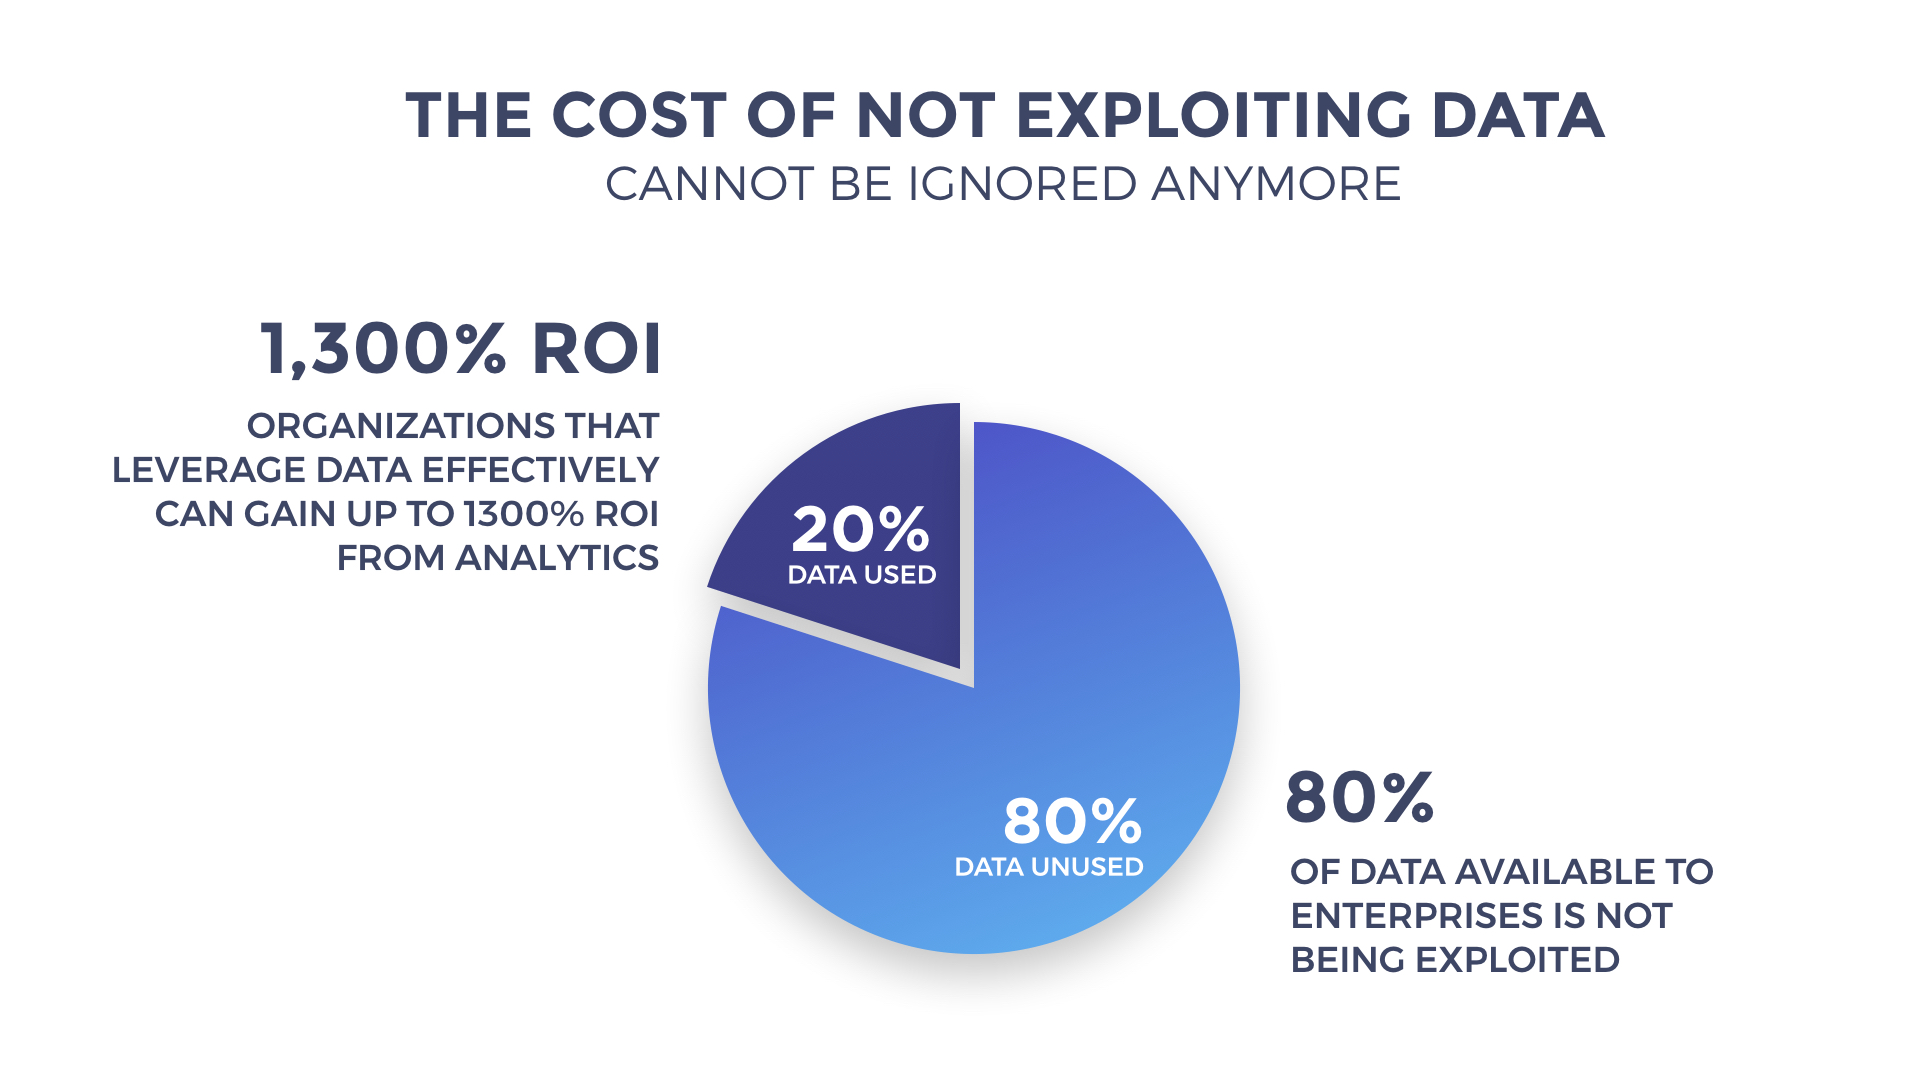 THE COST OF NOT EXPLOITING DATA
CANNOT BE IGNORED ANYMORE
1,300% ROI
ORGANIZATIONS THAT
LEVERAGE DATA EFFECTIVELY
CAN GAIN UP TO 1300% ROI
FROM ANALYTICS
20%
DATA USED
80%
DATA UNUSED
80%
OF DATA AVAILABLE TO
ENTERPRISES IS NOT
BEING EXPLOITED